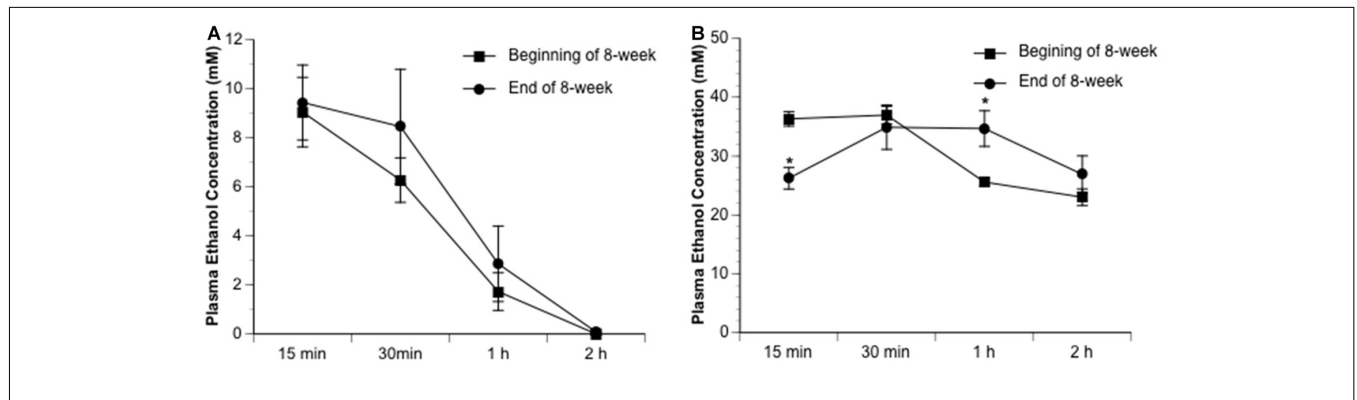 A
Plasma Ethanol Concentration (mM)
12
10
8
6
4
2
0
Beginning of 8-week
End of 8-week
15 min 30min 1 h 2 h
B
Plasma Ethanol Concentration (mM)
50
40
30
20
10
0
Begining of 8-week
End of 8-week
*
*
15 min 30 min 1 h 2 h